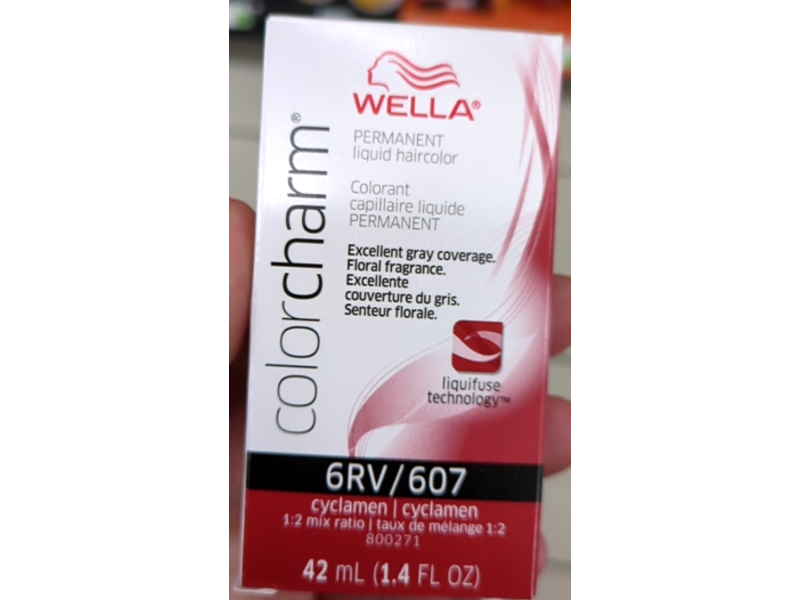 WELLA®
PERMANENT
liquid haircolor
Colorant
capillaire liquide
PERMANENT
Excellent gray coverage.
Floral fragrance.
Excellente
couverture du gris.
Senteur florale.
colorcharm®
liquifuse
technology™
6RV/607
cyclamen | cyclamen
1:2 mix ratio | taux de mélange 1:2
800271
42 mL (1.4 FL OZ)